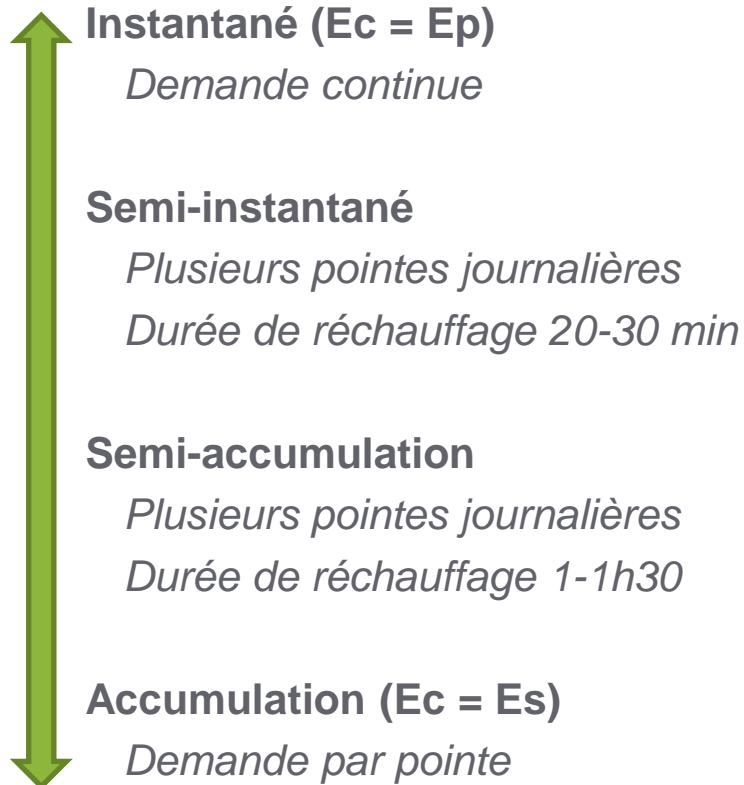 Instantané (Ec = Ep)
Demande continue
Semi-instantané
Plusieurs pointes journalières
Durée de réchauffage 20-30 min
Semi-accumulation
Plusieurs pointes journalières
Durée de réchauffage 1-1h30
Accumulation (Ec = Es)
Demande par pointe